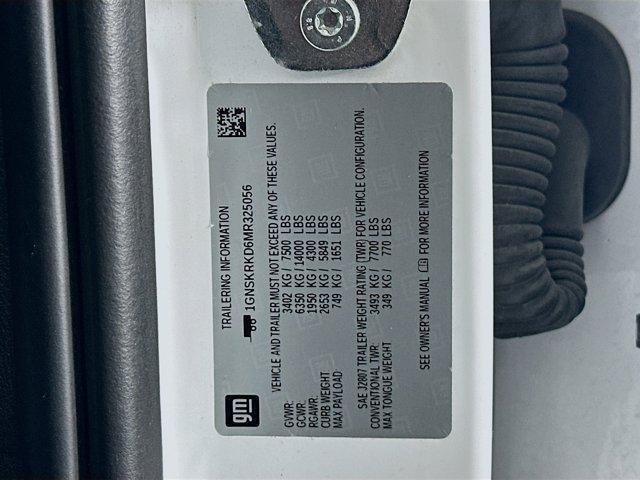 gm
TRAILERING INFORMATION
1GNSKRKD6MR325056
VEHICLE AND TRAILER MUST NOT EXCEED ANY OF THESE VALUES.
GVWR: 3402 KG / 7500 LBS
GCWR: 6350 KG / 14000 LBS
RGAWR: 1950 KG / 4300 LBS
CURB WEIGHT 2653 KG / 5849 LBS
MAX PAYLOAD 749 KG / 1651 LBS
SAE J2807 TRAILER WEIGHT RATING (TWR) FOR VEHICLE CONFIGURATION.
CONVENTIONAL TWR: 3493 KG / 7700 LBS
MAX TONGUE WEIGHT 349 KG / 770 LBS
SEE OWNER'S MANUAL FOR MORE INFORMATION